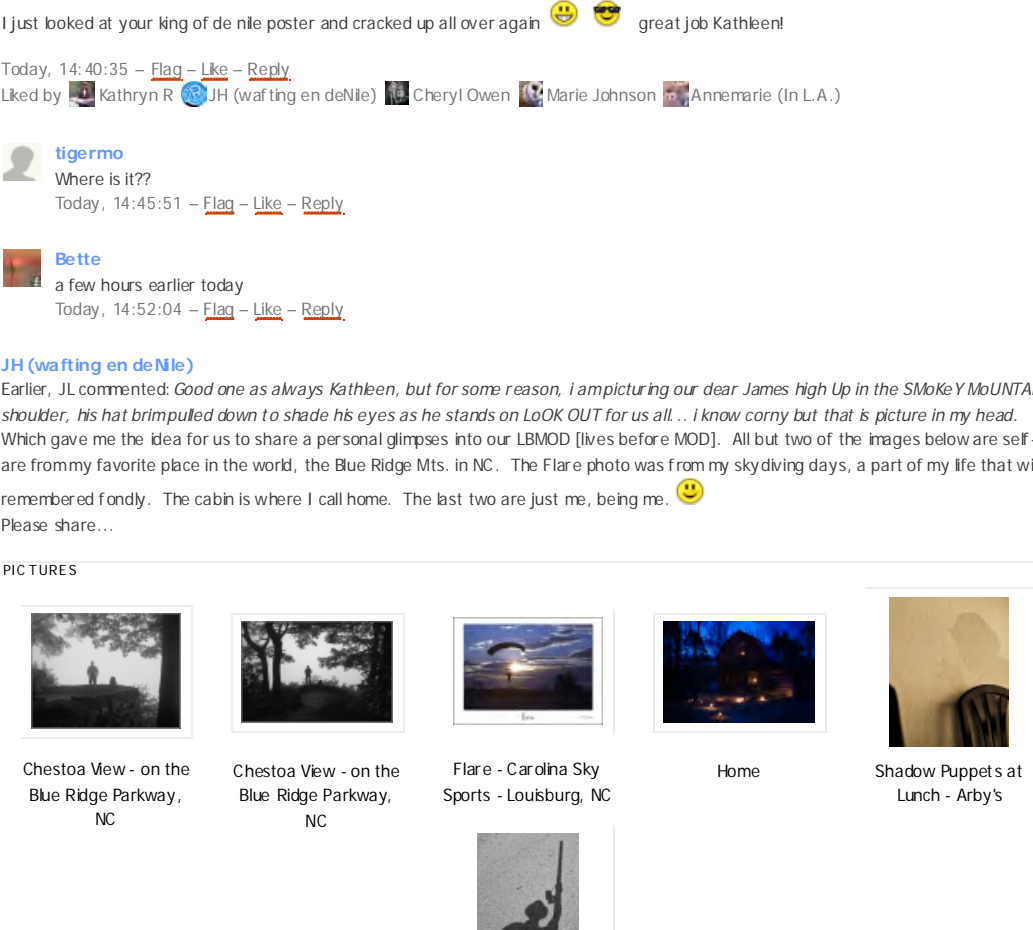 I just looked at your king of de nile poster and cracked up all over again great job Kathleen!
Today, 14:40:35 – Flag – Like – Reply
Liked by Kathryn R JH (wafting en deNile) Cheryl Owen Marie Johnson Annemarie (In L.A.)
tigermo
Where is it??
Today, 14:45:51 – Flag – Like – Reply
Bette
a few hours earlier today
Today, 14:52:04 – Flag – Like – Reply
JH (wafting en deNile)
Earlier, JL commented: Good one as always Kathleen, but for some reason, i am picturing our dear James high Up in the SMoKeY MoUNTA
shoulder, his hat brim pulled down to shade his eyes as he stands on LoOK OUT for us all... i know corny but that is picture in my head.
Which gave me the idea for us to share a personal glimpses into our LBMOD [lives before MOD]. All but two of the images below are self-
are from my favorite place in the world, the Blue Ridge Mts. in NC. The Flare photo was from my skydiving days, a part of my life that wi
remembered fondly. The cabin is where I call home. The last two are just me, being me.
Please share...
PICTURES
Chestoa View - on the
Blue Ridge Parkway,
NC
Chestoa View - on the
Blue Ridge Parkway,
NC
Flare - Carolina Sky
Sports - Louisburg, NC
Home
Shadow Puppets at
Lunch - Arby's